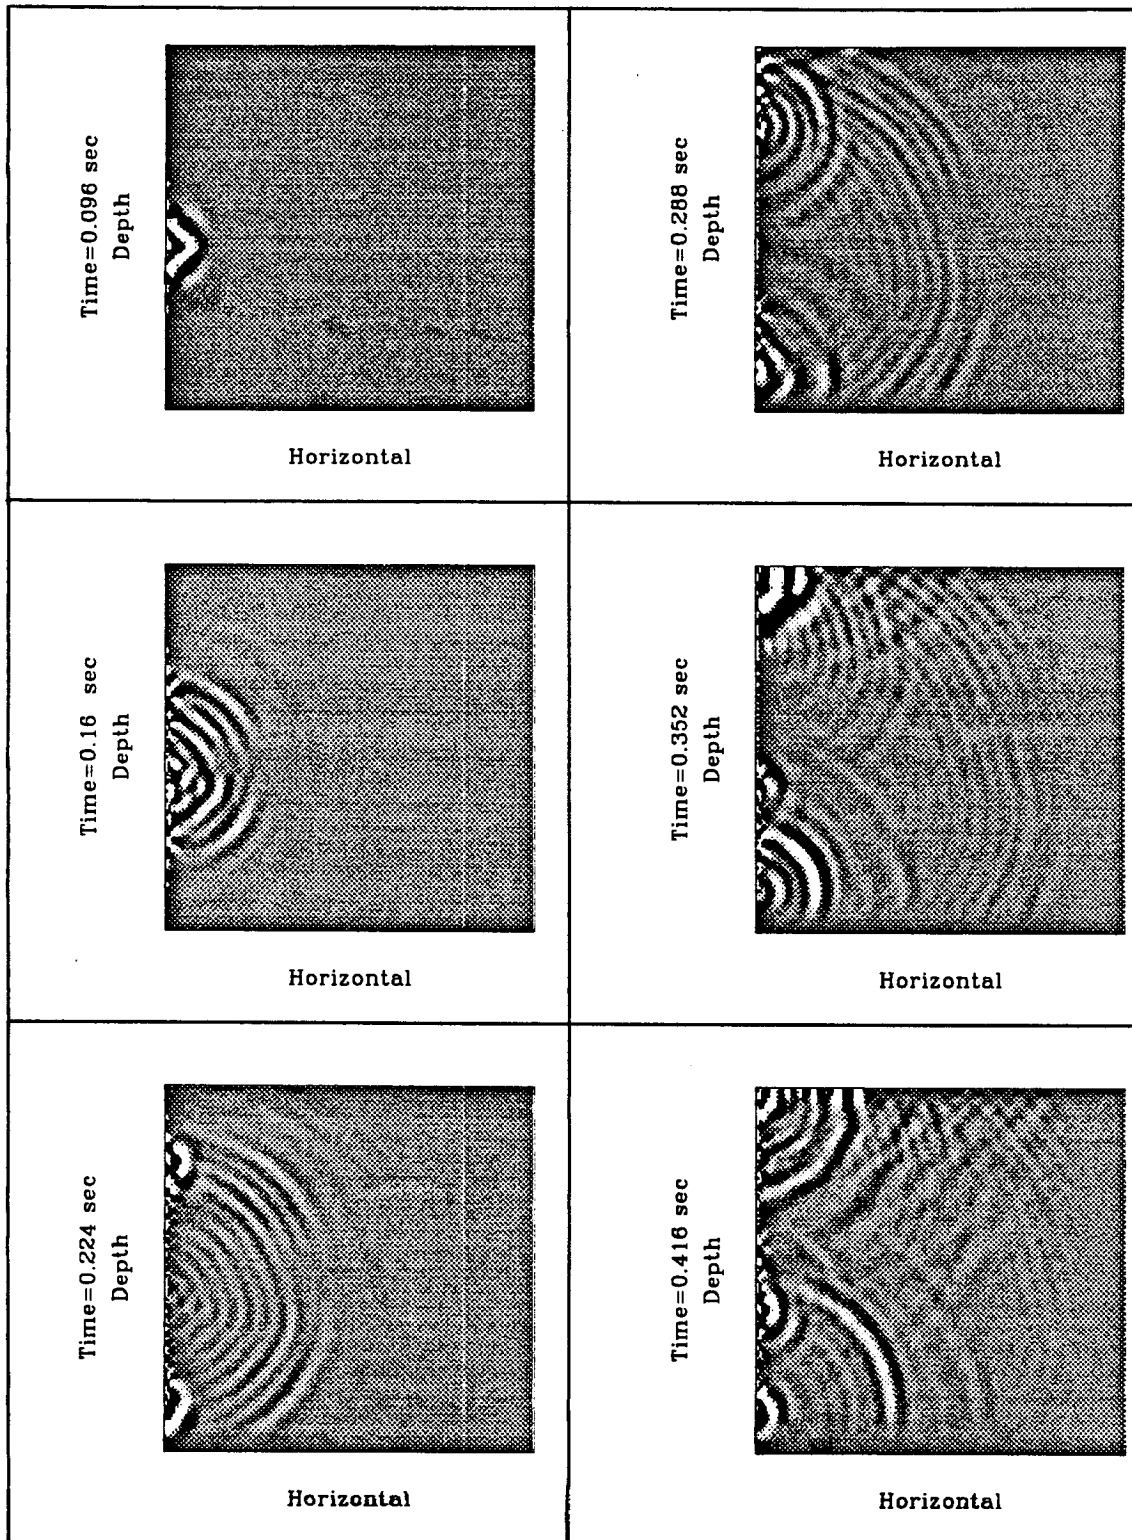 Time=0.096 sec
Depth
Horizontal
Time=0.288 sec
Depth
Horizontal
Time=0.16 sec
Depth
Horizontal
Time=0.352 sec
Depth
Horizontal
Time=0.224 sec
Depth
Horizontal
Time=0.416 sec
Depth
Horizontal